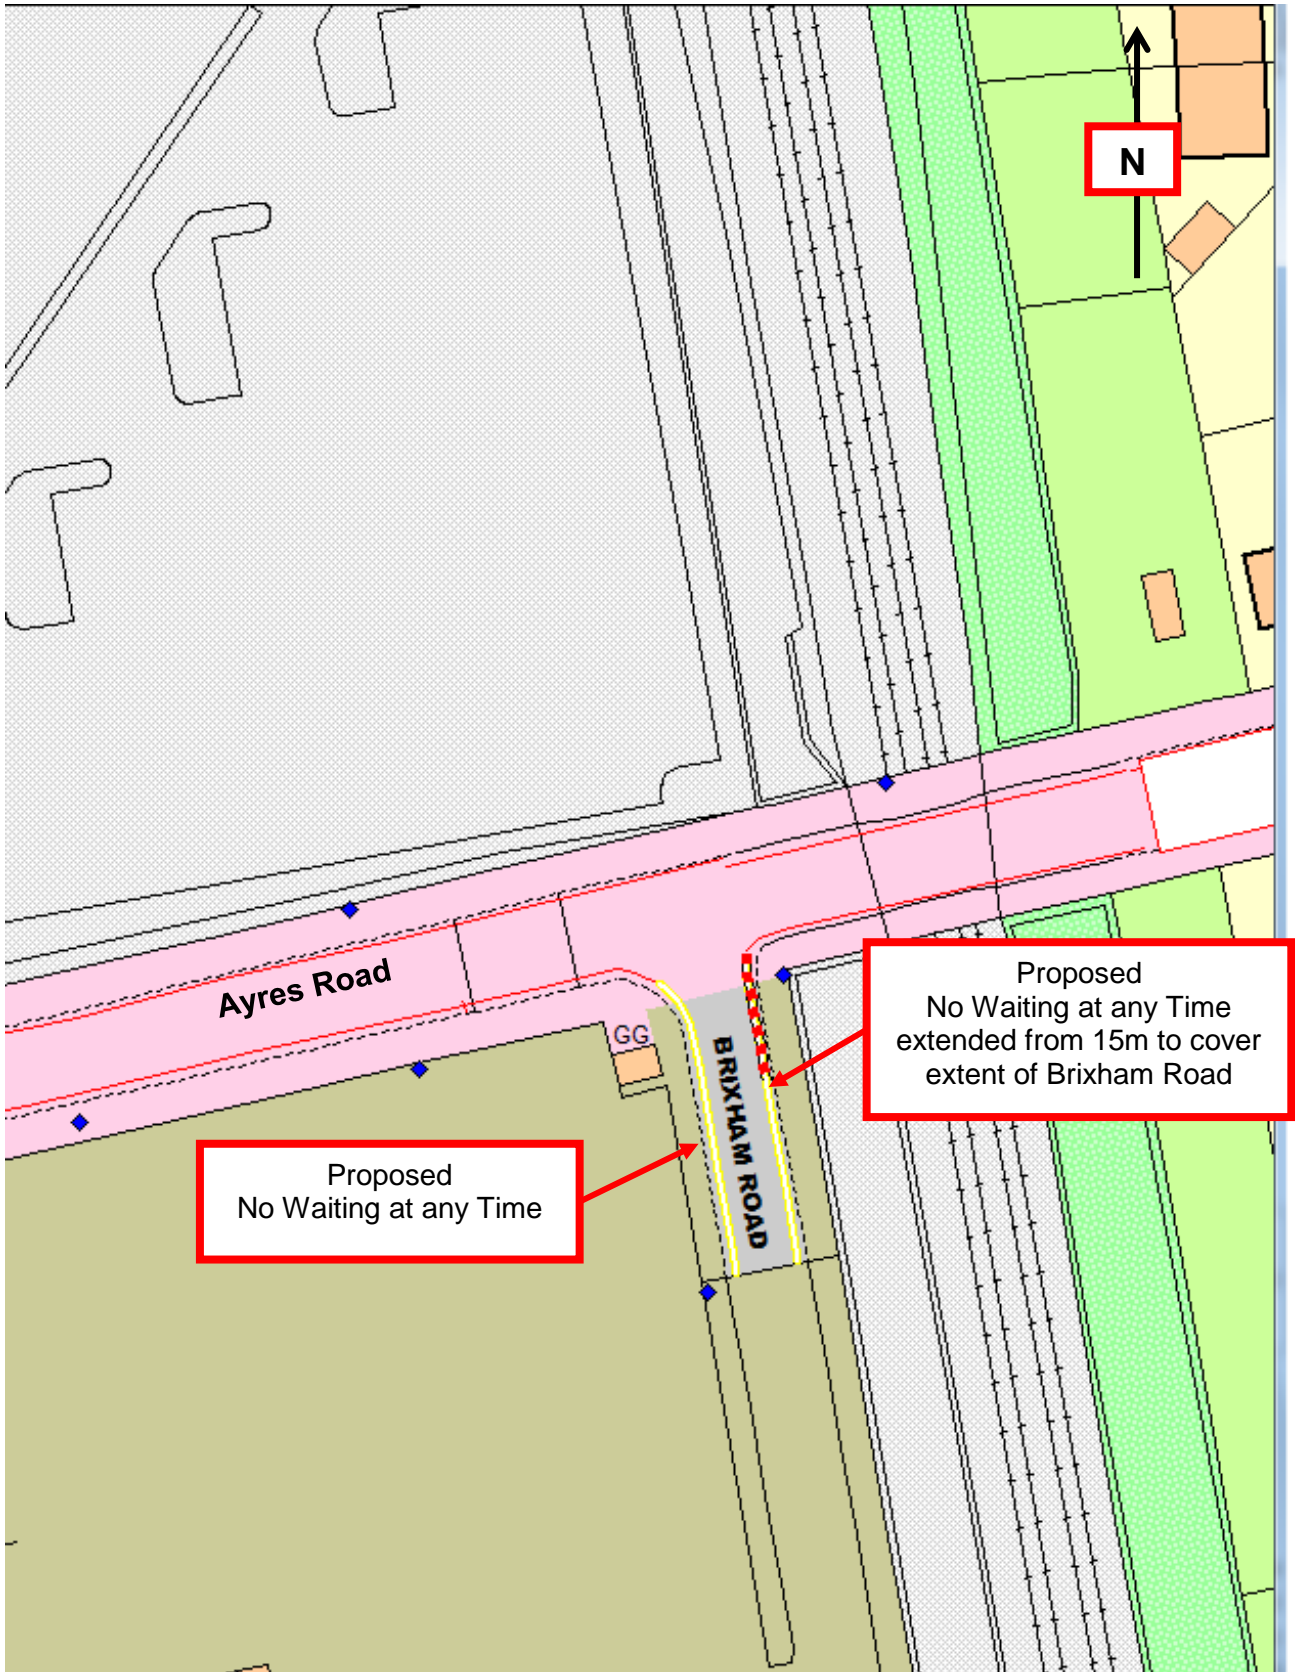 N
Ayres Road
GG
BRIXHAM ROAD
Proposed
No Waiting at any Time
extended from 15m to cover
extent of Brixham Road
Proposed
No Waiting at any Time